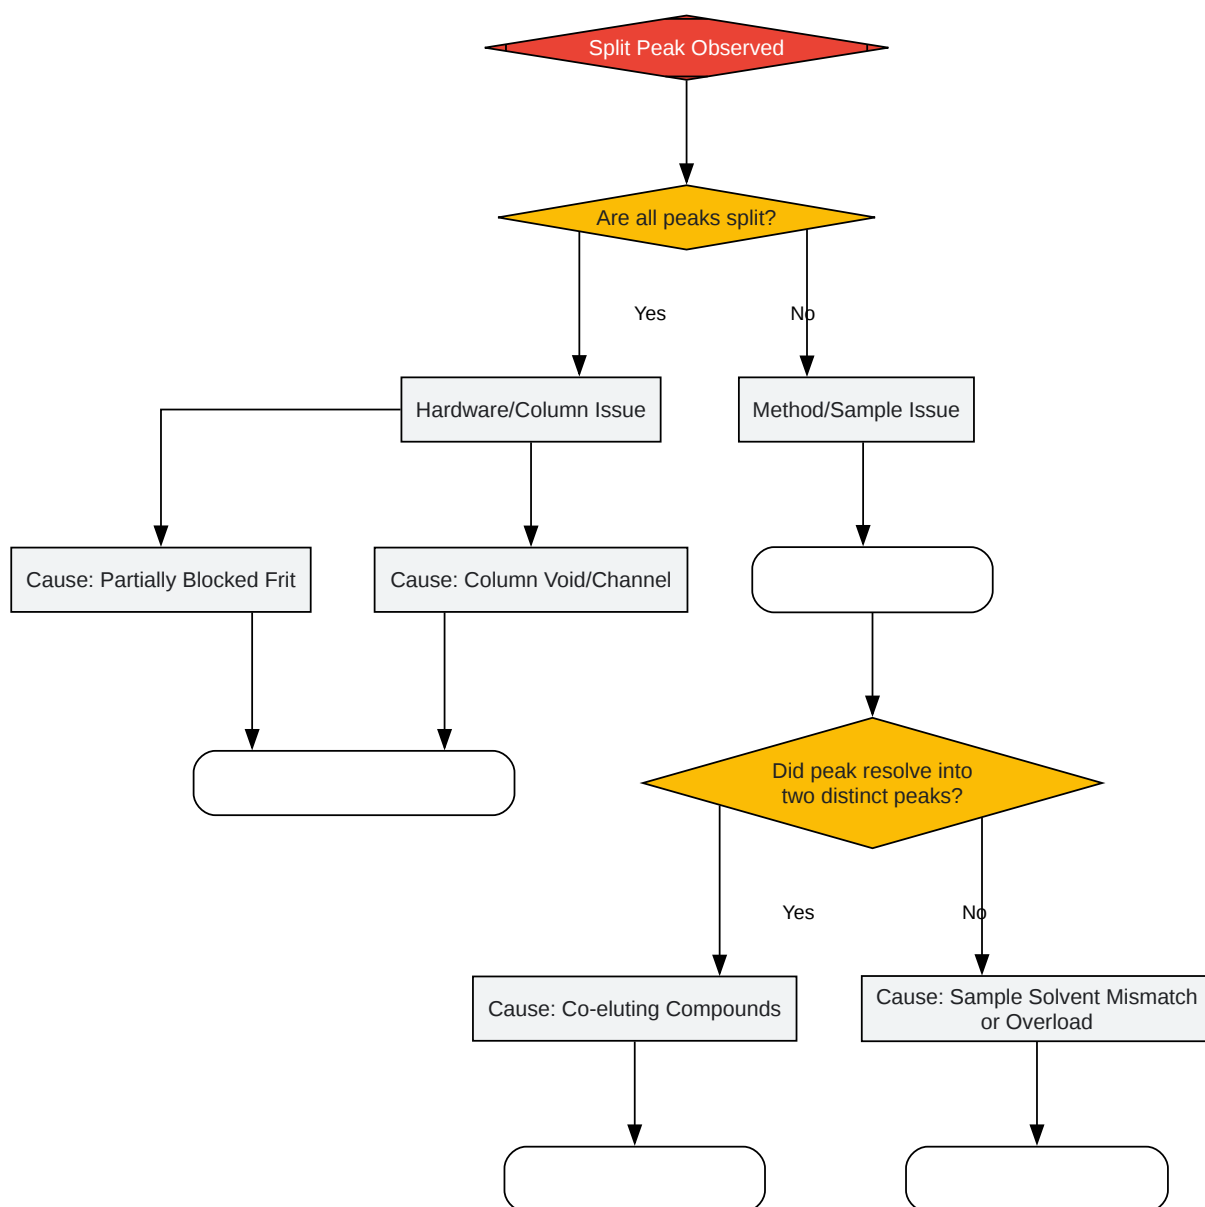 Split Peak Observed
Are all peaks split?
Yes
No
Hardware/Column Issue
Method/Sample Issue
Cause: Partially Blocked Frit
Cause: Column Void/Channel
Did peak resolve into
two distinct peaks?
Yes
No
Cause: Co-eluting Compounds
Cause: Sample Solvent Mismatch
or Overload